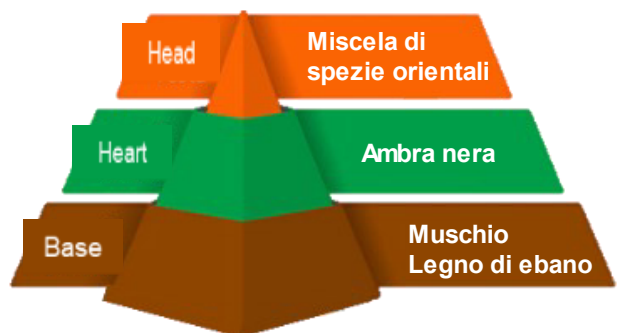 Head
Miscela di
spezie orientali
Heart
Ambra nera
Base
Muschio
Legno di ebano